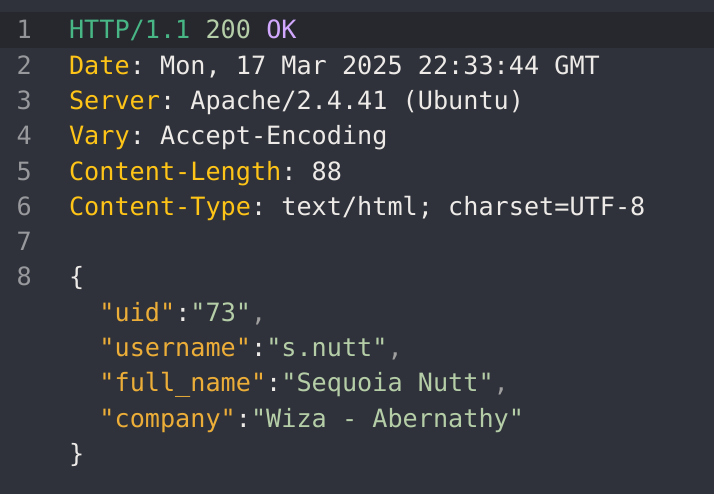 1 HTTP/1.1 200 OK
2 Date: Mon, 17 Mar 2025 22:33:44 GMT
3 Server: Apache/2.4.41 (Ubuntu)
4 Vary: Accept-Encoding
5 Content-Length: 88
6 Content-Type: text/html; charset=UTF-8
7
8 {
"uid":"73",
"username":"s.nutt",
"full_name":"Sequoia Nutt",
"company":"Wiza - Abernathy"
}